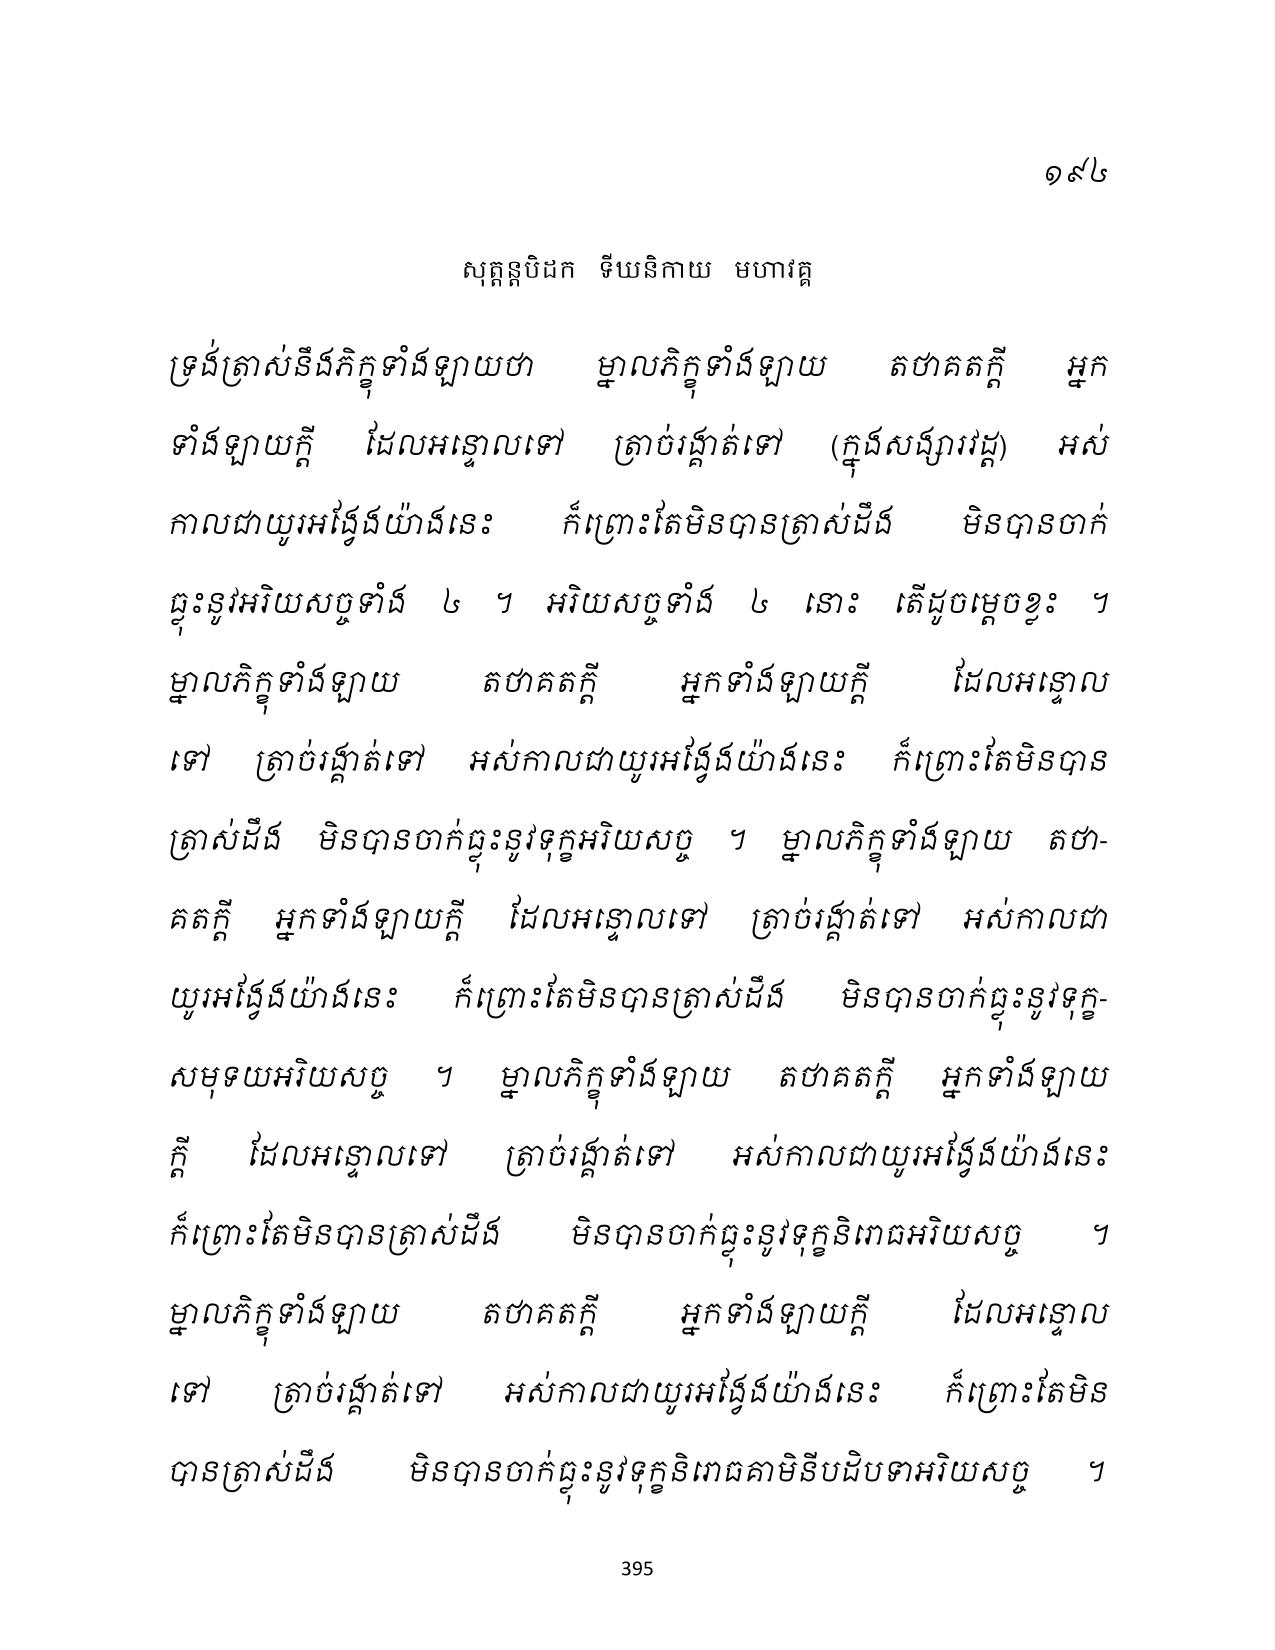 ១៩៤
សុត្តន្តបិដក ទីឃនិកាយ មហាវគ្គ
ទ្រង់ត្រាស់នឹងភិក្ខុទាំងឡាយថា ម្នាលភិក្ខុទាំងឡាយ តថាគតក្តី អ្នក
ទាំងឡាយក្តី ដែលអន្ទោលទៅ ត្រាច់រង្គាត់ទៅ (ក្នុងសង្សារវដ្ត) អស់
កាលជាយូរអង្វែងយ៉ាងនេះ ក៏ព្រោះតែមិនបានត្រាស់ដឹង មិនបានចាក់
ធ្លុះនូវអរិយសច្ចទាំង ៤ ។ អរិយសច្ចទាំង ៤ នោះ តើដូចម្តេចខ្លះ ។
ម្នាលភិក្ខុទាំងឡាយ តថាគតក្តី អ្នកទាំងឡាយក្តី ដែលអន្ទោល
ទៅ ត្រាច់រង្គាត់ទៅ អស់កាលជាយូរអង្វែងយ៉ាងនេះ ក៏ព្រោះតែមិនបាន
ត្រាស់ដឹង មិនបានចាក់ធ្លុះនូវទុក្ខអរិយសច្ច ។ ម្នាលភិក្ខុទាំងឡាយ តថា-
គតក្តី អ្នកទាំងឡាយក្តី ដែលអន្ទោលទៅ ត្រាច់រង្គាត់ទៅ អស់កាលជា
យូរអង្វែងយ៉ាងនេះ ក៏ព្រោះតែមិនបានត្រាស់ដឹង មិនបានចាក់ធ្លុះនូវទុក្ខ-
សមុទយអរិយសច្ច ។ ម្នាលភិក្ខុទាំងឡាយ តថាគតក្តី អ្នកទាំងឡាយ
ក្តី ដែលអន្ទោលទៅ ត្រាច់រង្គាត់ទៅ អស់កាលជាយូរអង្វែងយ៉ាងនេះ
ក៏ព្រោះតែមិនបានត្រាស់ដឹង មិនបានចាក់ធ្លុះនូវទុក្ខនិរោធអរិយសច្ច ។
ម្នាលភិក្ខុទាំងឡាយ តថាគតក្តី អ្នកទាំងឡាយក្តី ដែលអន្ទោល
ទៅ ត្រាច់រង្គាត់ទៅ អស់កាលជាយូរអង្វែងយ៉ាងនេះ ក៏ព្រោះតែមិន
បានត្រាស់ដឹង មិនបានចាក់ធ្លុះនូវទុក្ខនិរោធគាមិនីបដិបទាអរិយសច្ច ។
395